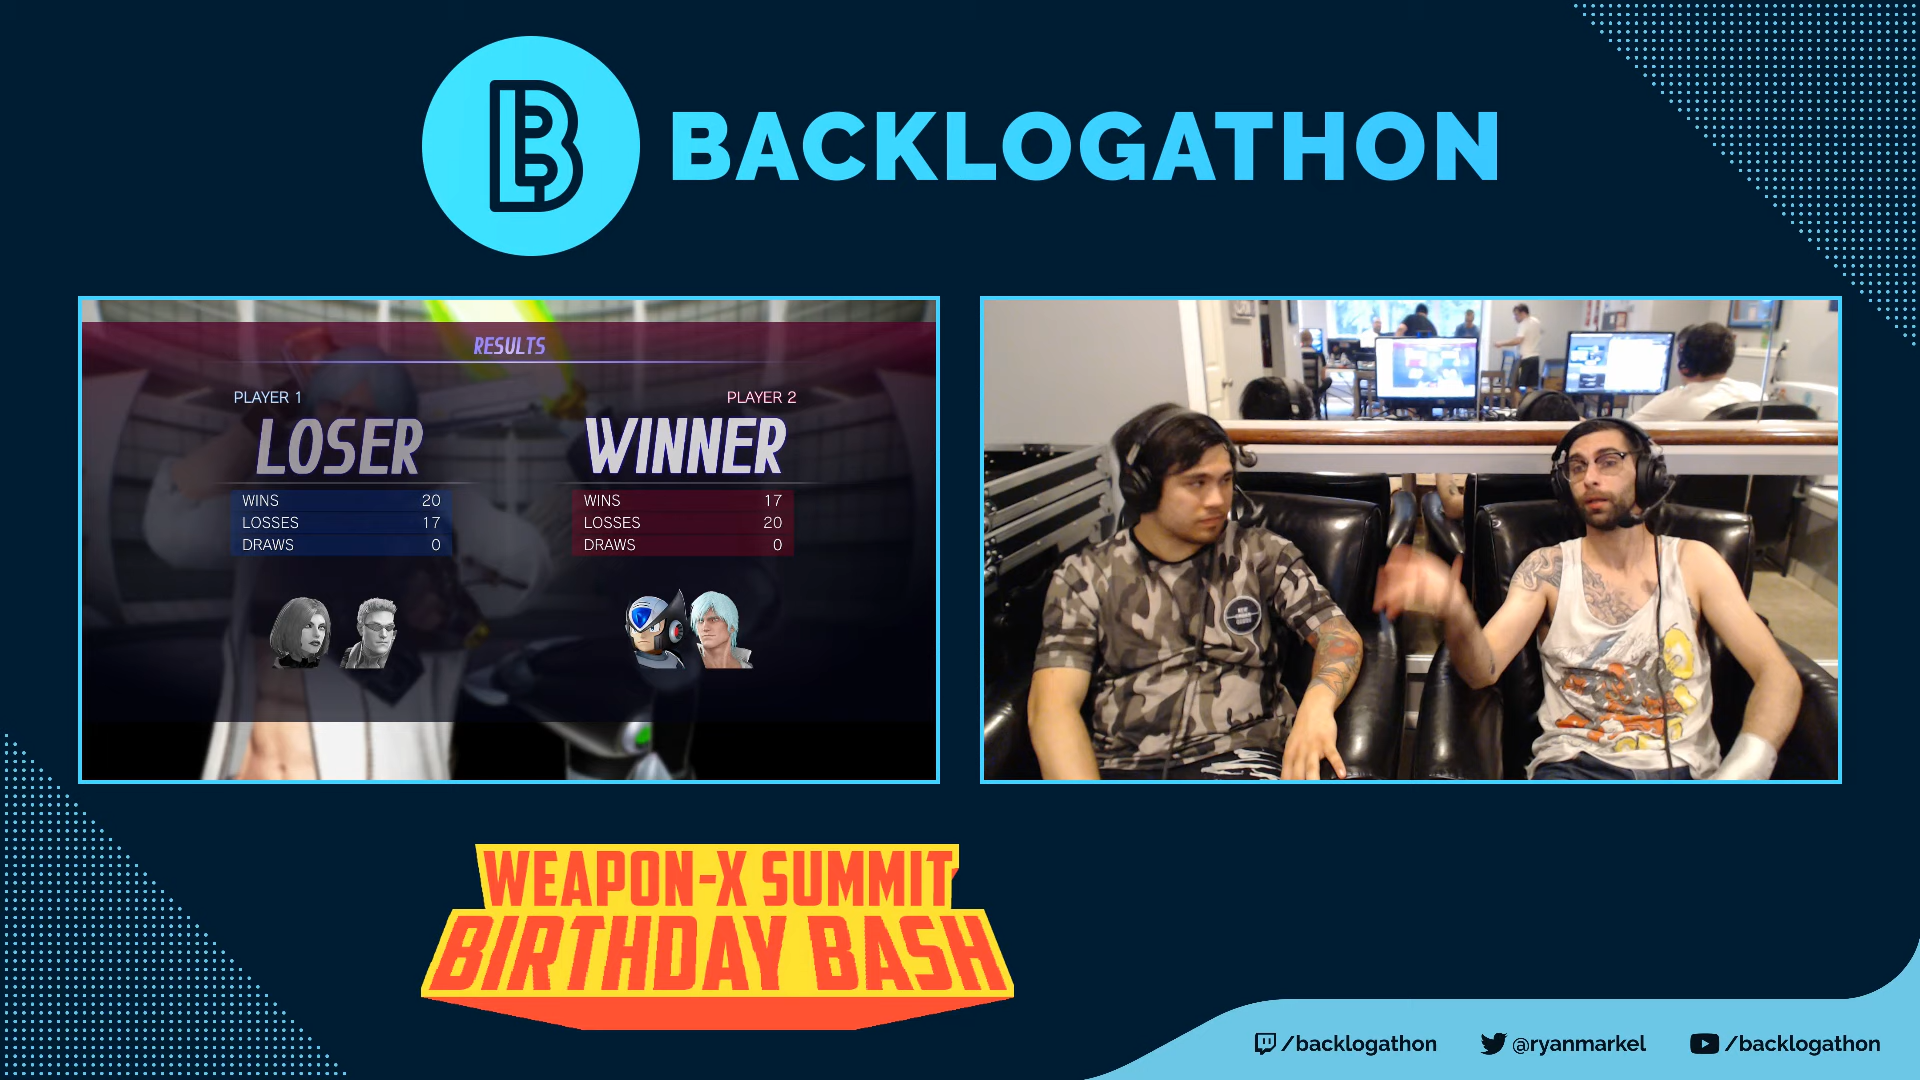 BACKLOGATHON
RESULTS
PLAYER 1
PLAYER 2
LOSER
WINNER
WINS 20
LOSSES 17
DRAWS 0
WINS 17
LOSSES 20
DRAWS 0
WEAPON-X SUMMIT
BIRTHDAY BASH
/backlogathon
@ryanmarkel
/backlogathon